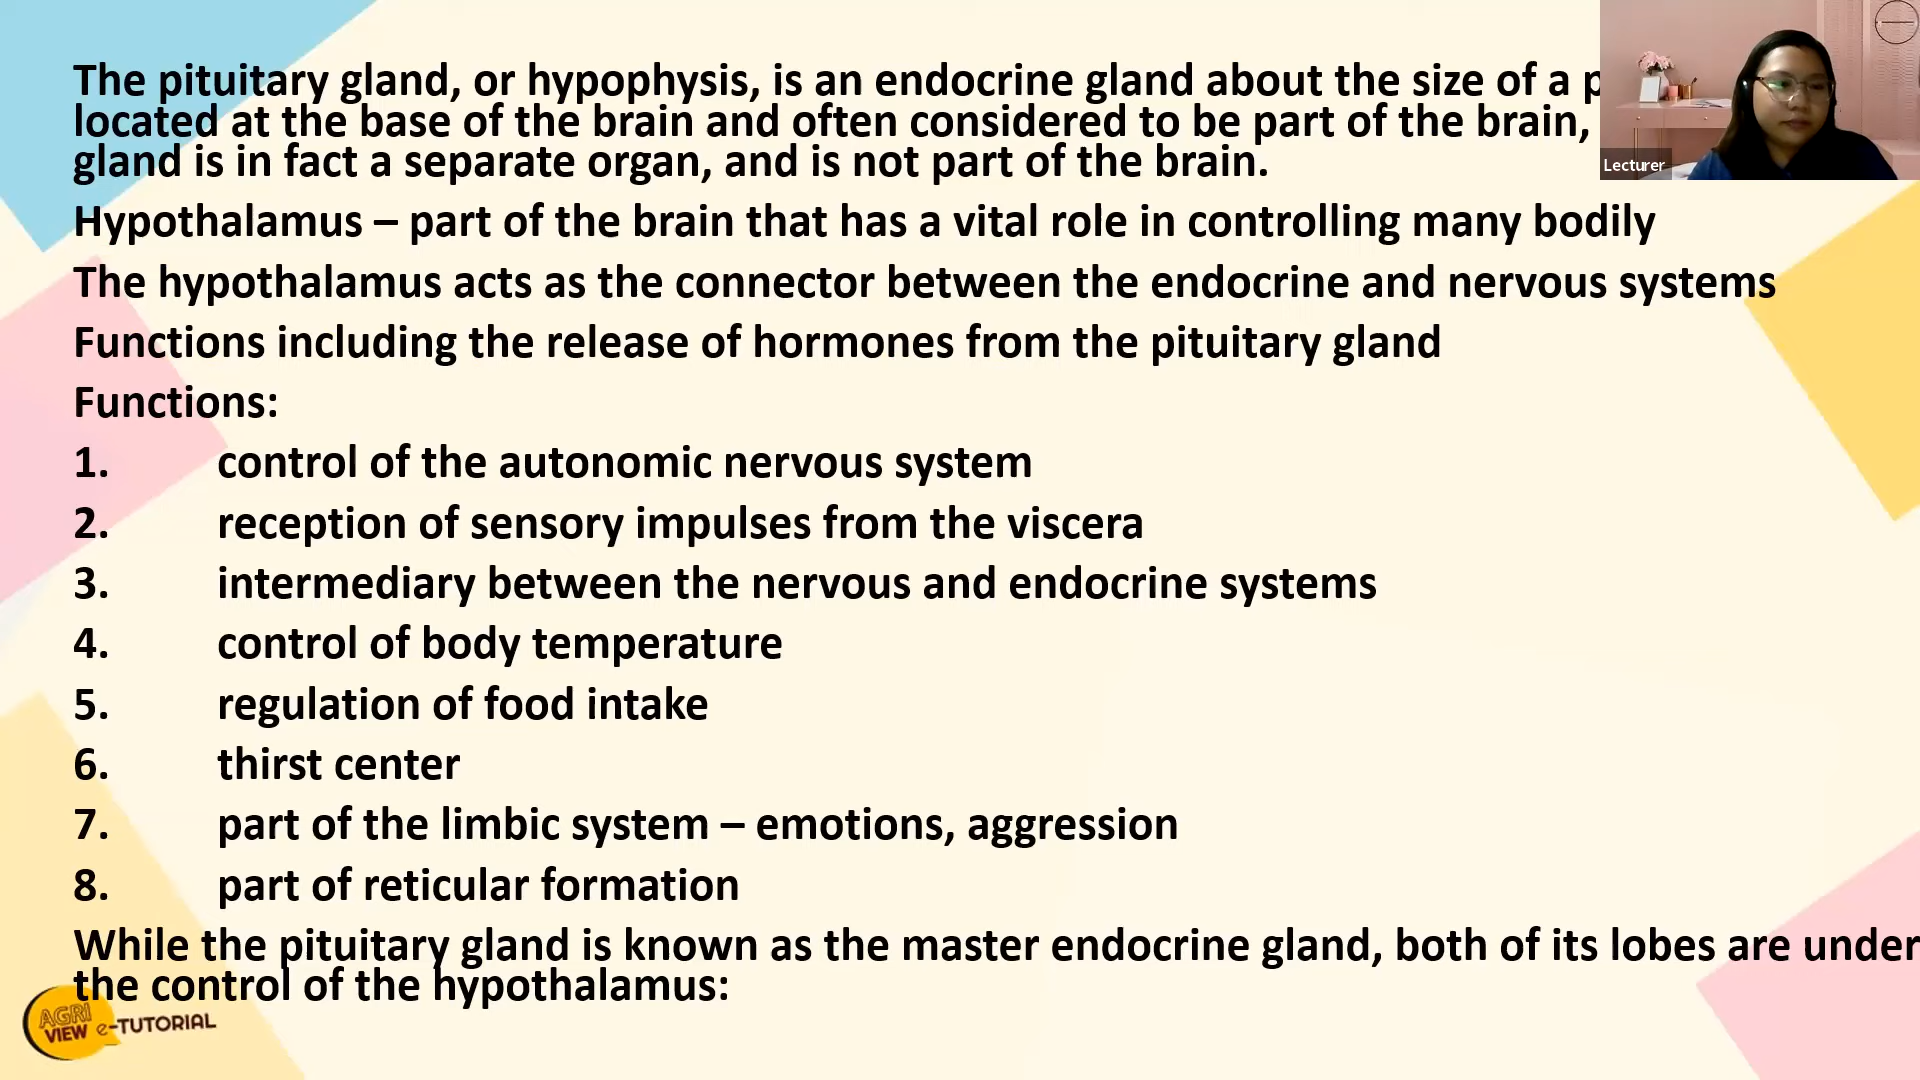 The pituitary gland, or hypophysis, is an endocrine gland about the size of a
located at the base of the brain and often considered to be part of the brain,
gland is in fact a separate organ, and is not part of the brain.
Lecturer
Hypothalamus – part of the brain that has a vital role in controlling many bodily
The hypothalamus acts as the connector between the endocrine and nervous systems
Functions including the release of hormones from the pituitary gland
Functions:
1. control of the autonomic nervous system
2. reception of sensory impulses from the viscera
3. intermediary between the nervous and endocrine systems
4. control of body temperature
5. regulation of food intake
6. thirst center
7. part of the limbic system – emotions, aggression
8. part of reticular formation
While the pituitary gland is known as the master endocrine gland, both of its lobes are under
the control of the hypothalamus:
AGRI
VIEW e-TUTORIAL